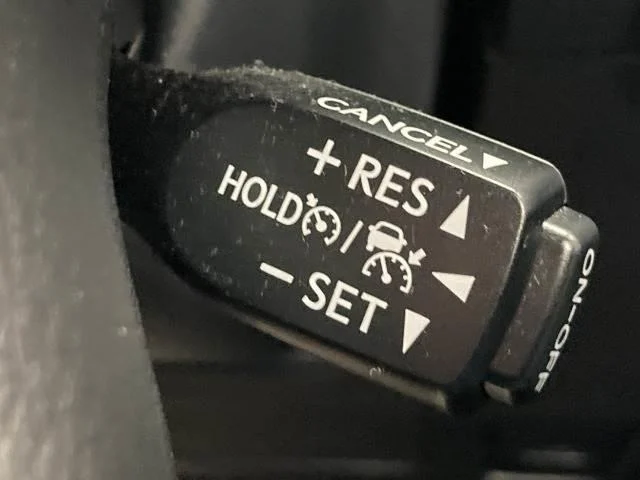 CANCEL
+ RES
HOLD /
- SET
ON-OFF